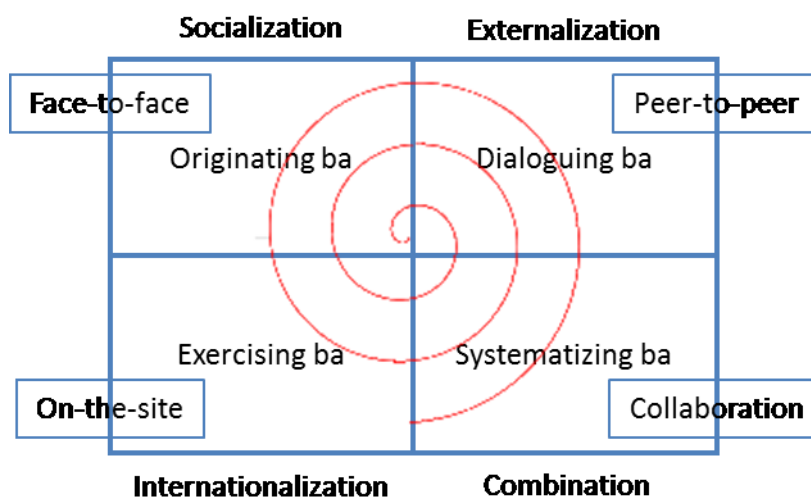 Socialization
Externalization
Face-to-face
Peer-to-peer
Originating ba
Dialoguing ba
Exercising ba
Systematizing ba
On-the-site
Collaboration
Internationalization
Combination